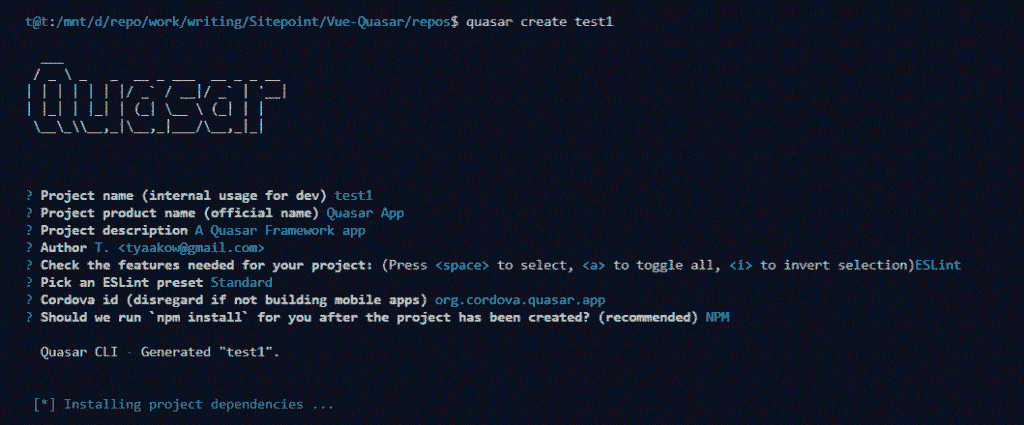 t@t:/mnt/d/repo/work/writing/Sitepoint/Vue-Quasar/repos$ quasar create test1
Quasar
? Project name (internal usage for dev) test1
? Project product name (official name) Quasar App
? Project description A Quasar Framework app
? Author T. <tyaakow@gmail.com>
? Check the features needed for your project: (Press <space> to select, <a> to toggle all, <i> to invert selection)ESLint
? Pick an ESLint preset Standard
? Cordova id (disregard if not building mobile apps) org.cordova.quasar.app
? Should we run `npm install` for you after the project has been created? (recommended) NPM
Quasar CLI · Generated "test1".
[*] Installing project dependencies ...